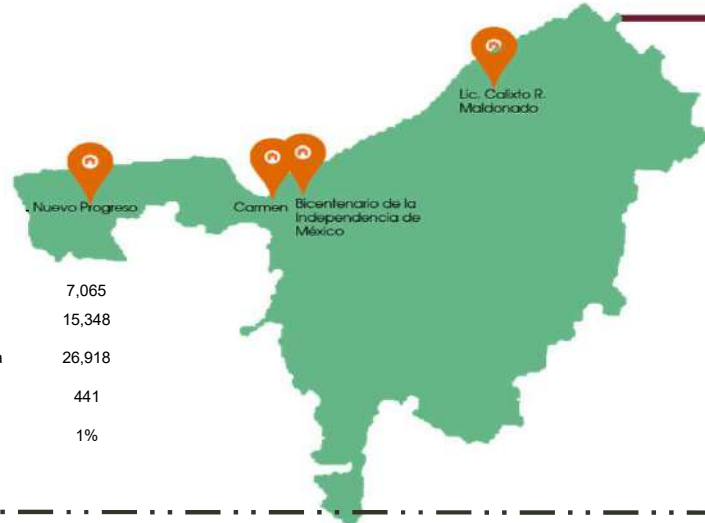 Lic. Calixto R.
Maldonado
. Nuevo Progreso
Carmen
Bicentenario de la
Independencia de
México
7,065
15,348
26,918
441
1%